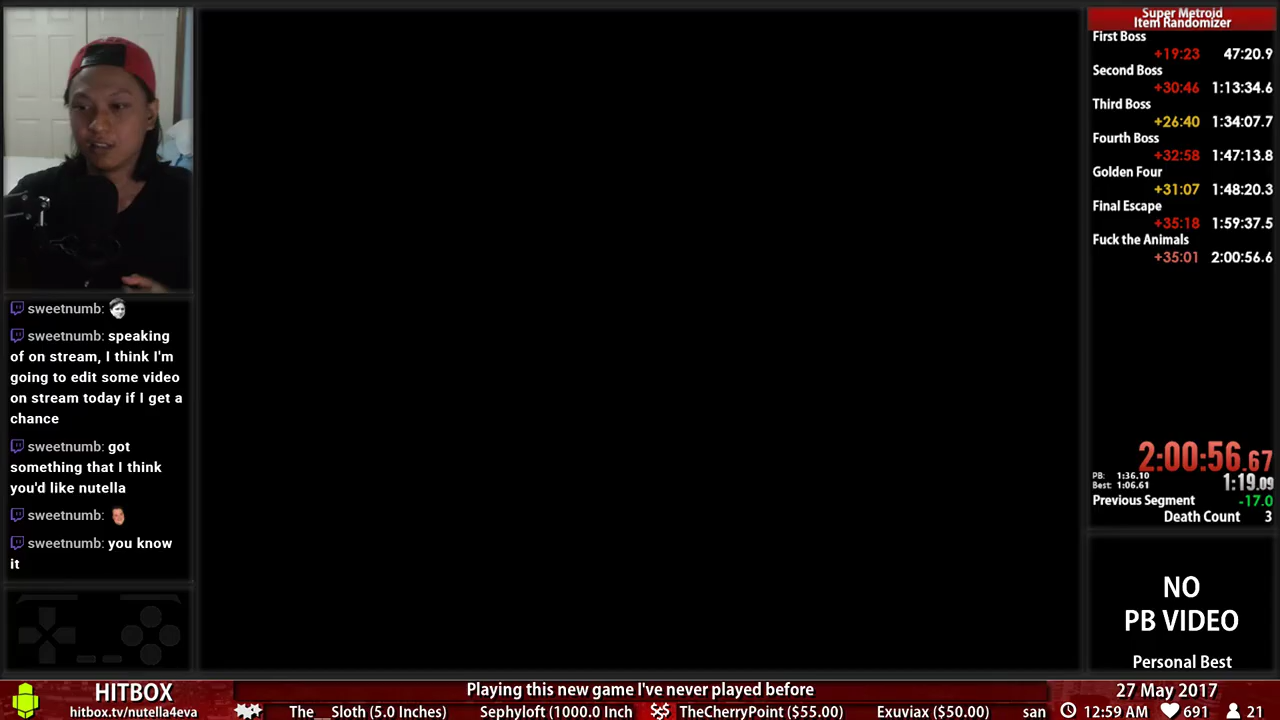 sweetnumb:
sweetnumb: speaking
of on stream, I think I'm
going to edit some video
on stream today if I get a
chance
sweetnumb: got
something that I think
you'd like nutella
sweetnumb:
sweetnumb: you know
it
Super Metroid
Item Randomizer
First Boss
+19:23 47:20.9
Second Boss
+30:46 1:13:34.6
Third Boss
+26:40 1:34:07.7
Fourth Boss
+32:58 1:47:13.8
Golden Four
+31:07 1:48:20.3
Final Escape
+35:18 1:59:37.5
Fuck the Animals
+35:01 2:00:56.6
2:00:56.67
PB: 1:36.10
Best: 1:06.61
1:19.09
Previous Segment -17.0
Death Count 3
NO
PB VIDEO
Personal Best
HITBOX
hitbox.tv/nutella4eva
Playing this new game I've never played before
The__Sloth (5.0 Inches) Sephyloft (1000.0 Inch $$ TheCherryPoint ($55.00) Exuviax ($50.00) san
27 May 2017
12:59 AM 691 21